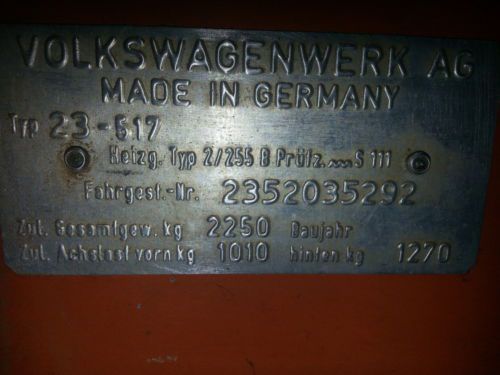 VOLKSWAGENWERK AG
MADE IN GERMANY
Typ 23-517
Heizg. Typ 2/255 B Prüfz. 〰 S 111
Fahrgest.-Nr. 2352035292
Zul. Gesamtgew. kg 2250 Baujahr
Zul. Achslast vorn kg 1010 hinten kg 1270